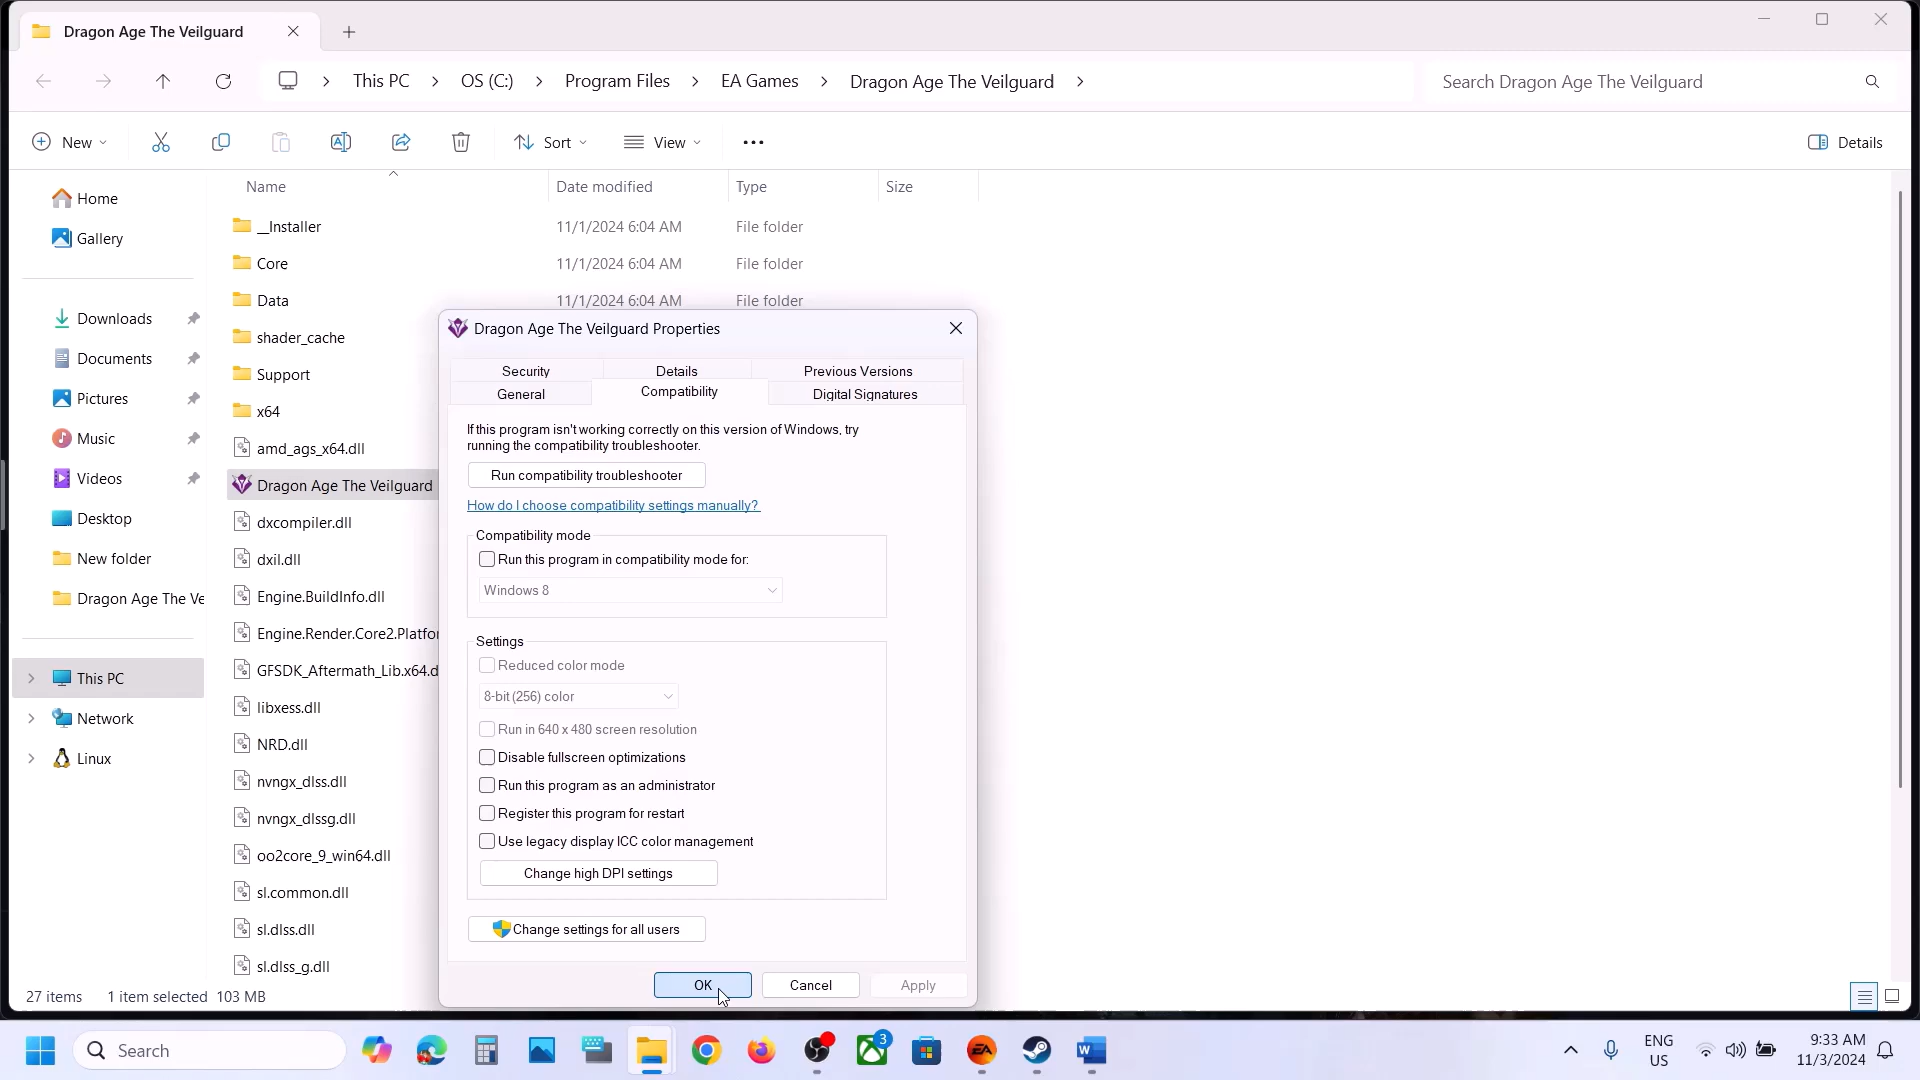 Dragon Age The Veilguard
This PC
OS (C:)
Program Files
EA Games
Dragon Age The Veilguard
Search Dragon Age The Veilguard
New
Sort
View
Details
Name
Date modified
Type
Size
Home
Gallery
Downloads
Documents
Pictures
Music
Videos
Desktop
New folder
Dragon Age The Ve
This PC
Network
Linux
__Installer 11/1/2024 6:04 AM File folder
Core 11/1/2024 6:04 AM File folder
Data 11/1/2024 6:04 AM File folder
shader_cache
Support
x64
amd_ags_x64.dll
Dragon Age The Veilguard
dxcompiler.dll
dxil.dll
Engine.BuildInfo.dll
Engine.Render.Core2.Platfor
GFSDK_Aftermath_Lib.x64.d
libxess.dll
NRD.dll
nvngx_dlss.dll
nvngx_dlssg.dll
oo2core_9_win64.dll
sl.common.dll
sl.dlss.dll
sl.dlss_g.dll
Dragon Age The Veilguard Properties
Security
Details
Previous Versions
General
Compatibility
Digital Signatures
If this program isn't working correctly on this version of Windows, try
running the compatibility troubleshooter.
Run compatibility troubleshooter
How do I choose compatibility settings manually?
Compatibility mode
Run this program in compatibility mode for:
Windows 8
Settings
Reduced color mode
8-bit (256) color
Run in 640 x 480 screen resolution
Disable fullscreen optimizations
Run this program as an administrator
Register this program for restart
Use legacy display ICC color management
Change high DPI settings
Change settings for all users
OK
Cancel
Apply
27 items
1 item selected 103 MB
Search
3
EA
W
ENG
US
9:33 AM
11/3/2024